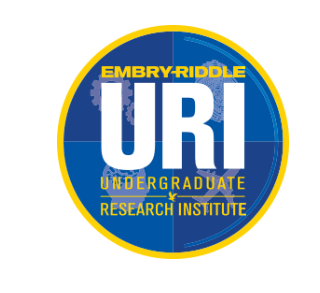 EMBRY-RIDDLE
URI
UNDERGRADUATE
RESEARCH INSTITUTE